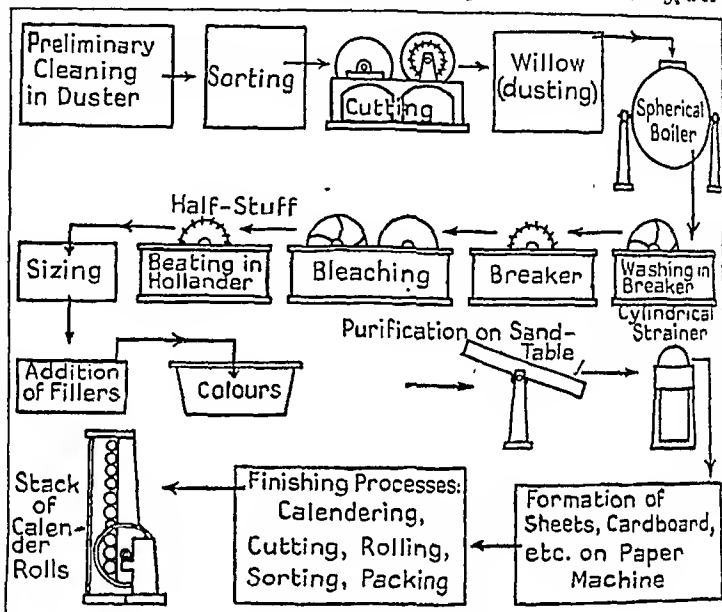 Preliminary
Cleaning
in Duster
Sorting
Cutting
Willow
(dusting)
Spherical
Boiler
Half-Stuff
Sizing
Beating in
Hollander
Bleaching
Breaker
Washing in
Breaker
Cylindrical
Strainer
Purification on Sand-
Table
Addition
of Fillers
Colours
Stack
of
Calen-
der
Rolls
Finishing Processes:
Calendering,
Cutting, Rolling,
Sorting, Packing
Formation of
Sheets, Cardboard,
etc. on Paper
Machine